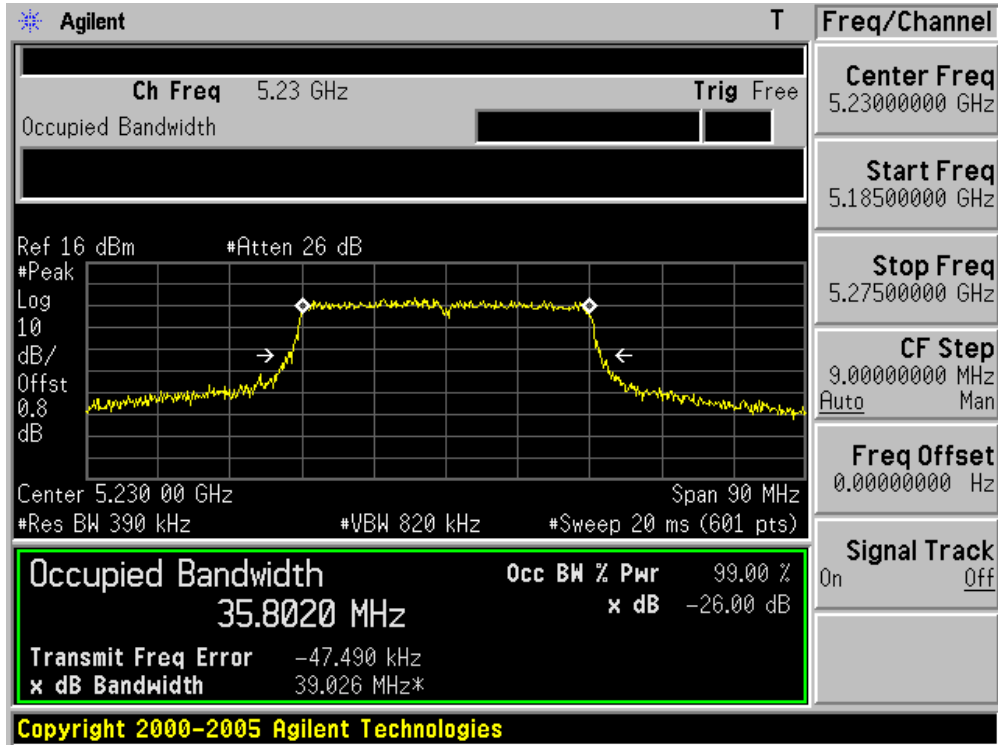 Agilent T Freq/Channel
Ch Freq 5.23 GHz Trig Free
Occupied Bandwidth
Center Freq
5.23000000 GHz
Start Freq
5.18500000 GHz
Stop Freq
5.27500000 GHz
CF Step
9.00000000 MHz
Auto Man
Freq Offset
0.00000000 Hz
Signal Track
On Off
Ref 16 dBm #Atten 26 dB
#Peak
Log
10
dB/
Offst
0.8
dB
Center 5.230 00 GHz Span 90 MHz
#Res BW 390 kHz #VBW 820 kHz #Sweep 20 ms (601 pts)
Occupied Bandwidth Occ BW % Pwr 99.00 %
35.8020 MHz x dB -26.00 dB
Transmit Freq Error -47.490 kHz
x dB Bandwidth 39.026 MHz*
Copyright 2000-2005 Agilent Technologies